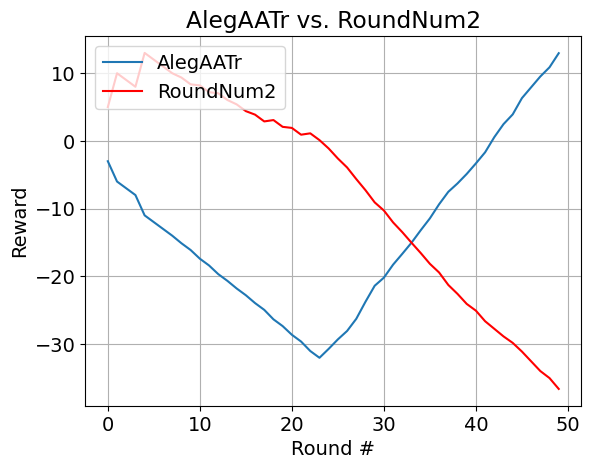 AlegAATr vs. RoundNum2
AlegAATr
RoundNum2
Reward
10
0
−10
−20
−30
0 10 20 30 40 50
Round #